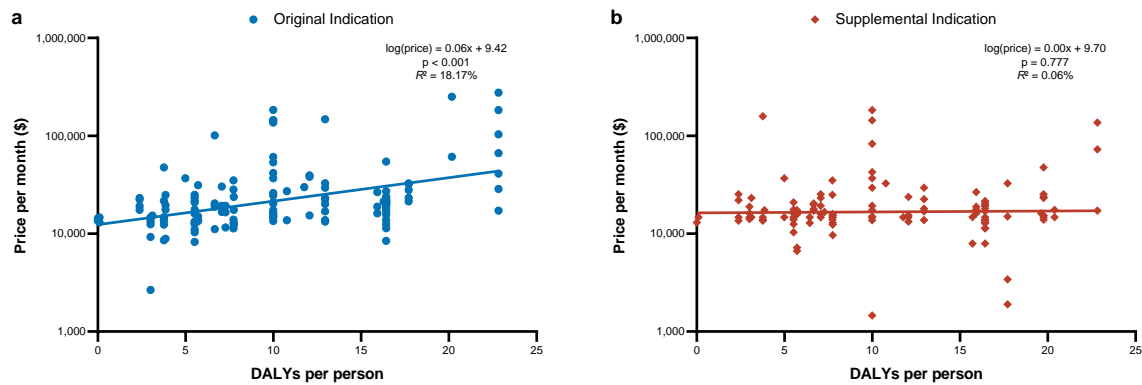 a
Original Indication
log(price) = 0.06x + 9.42
p < 0.001
R² = 18.17%
1,000,000
100,000
10,000
1,000
Price per month ($)
0
5
10
15
20
25
DALYs per person
b
Supplemental Indication
log(price) = 0.00x + 9.70
p = 0.777
R² = 0.06%
1,000,000
100,000
10,000
1,000
Price per month ($)
0
5
10
15
20
25
DALYs per person